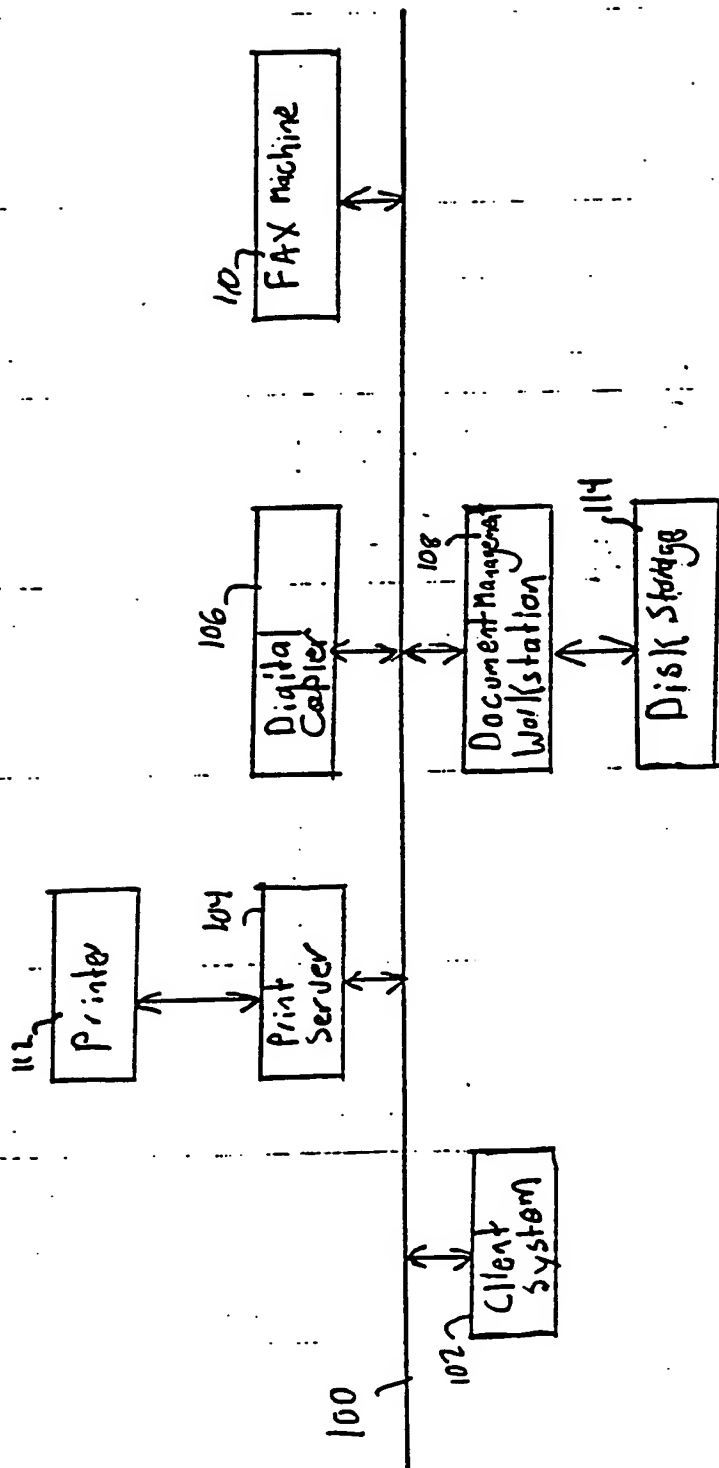 112
Printer
104
Print
Server
106
Digital
Copier
110
FAX Machine
100
102
Client
System
108
Document Management
Workstation
114
Disk Storage